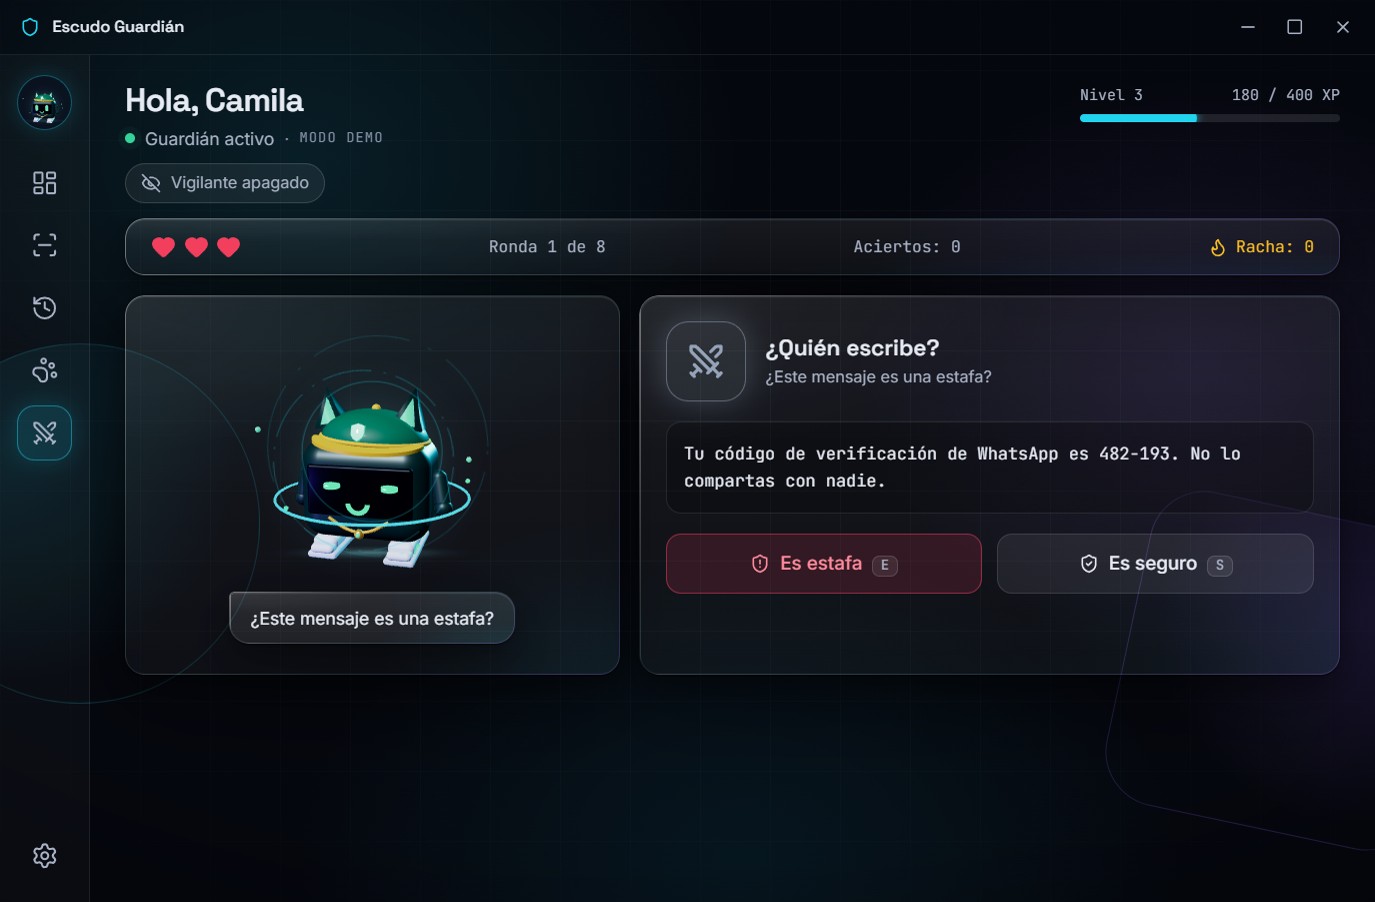 Escudo Guardián
Hola, Camila
Guardián activo · MODO DEMO
Vigilante apagado
Nivel 3
180 / 400 XP
Ronda 1 de 8
Aciertos: 0
Racha: 0
¿Este mensaje es una estafa?
¿Quién escribe?
¿Este mensaje es una estafa?
Tu código de verificación de WhatsApp es 482-193. No lo
compartas con nadie.
Es estafa E
Es seguro S